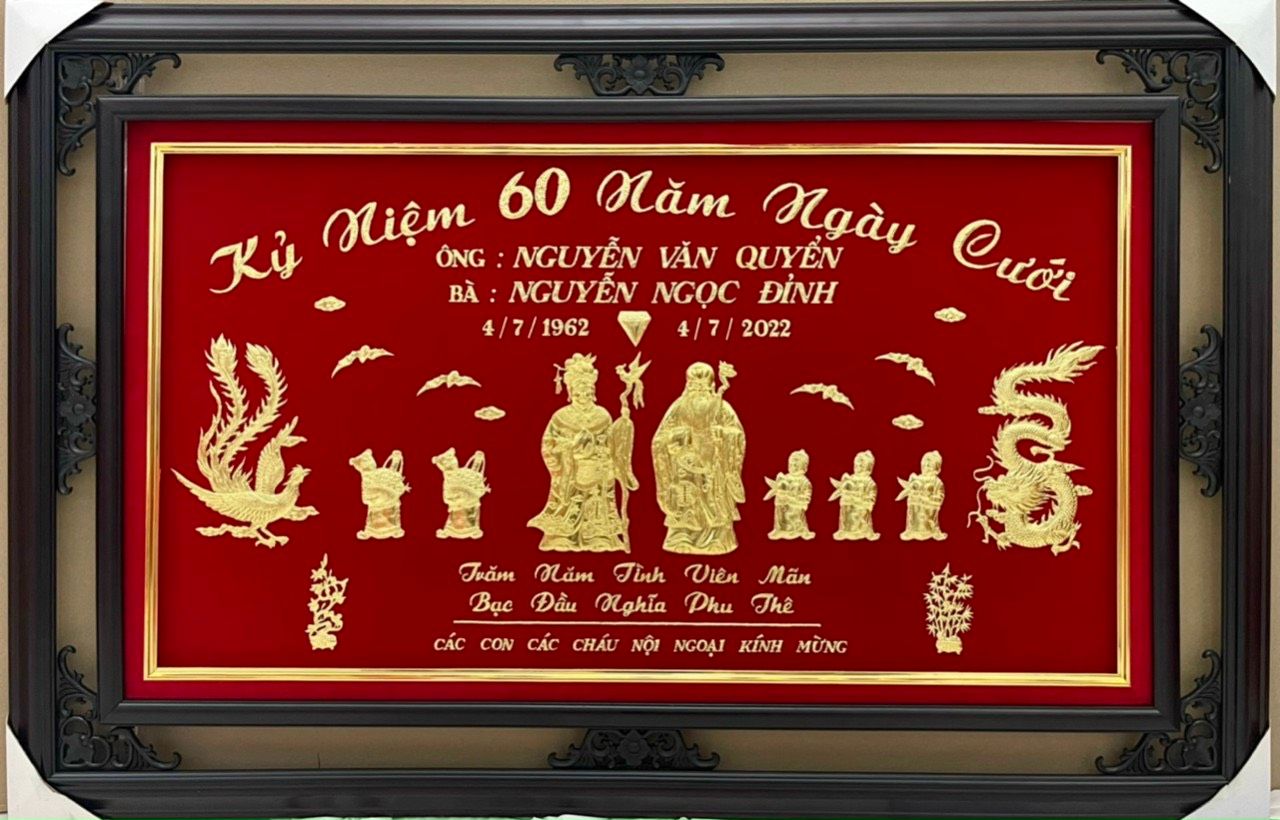 Kỷ Niệm 60 Năm Ngày Cưới
ÔNG : NGUYỄN VĂN QUYỂN
BÀ : NGUYỄN NGỌC ĐỈNH
4/7/1962 4/7/2022
Trăm Năm Tình Viên Mãn
Bạc Đầu Nghĩa Phu Thê
CÁC CON CÁC CHÁU NỘI NGOẠI KÍNH MỪNG